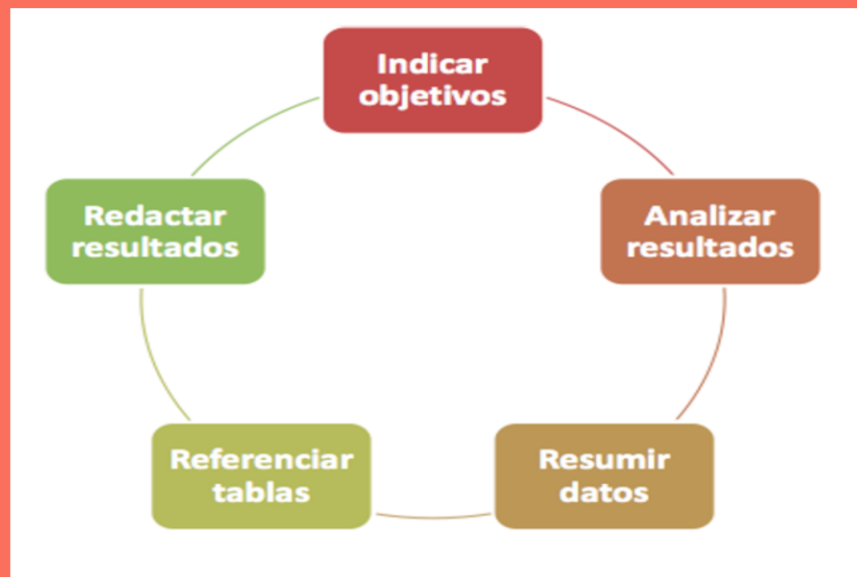 Indicar
objetivos
Analizar
resultados
Resumir
datos
Referenciar
tablas
Redactar
resultados